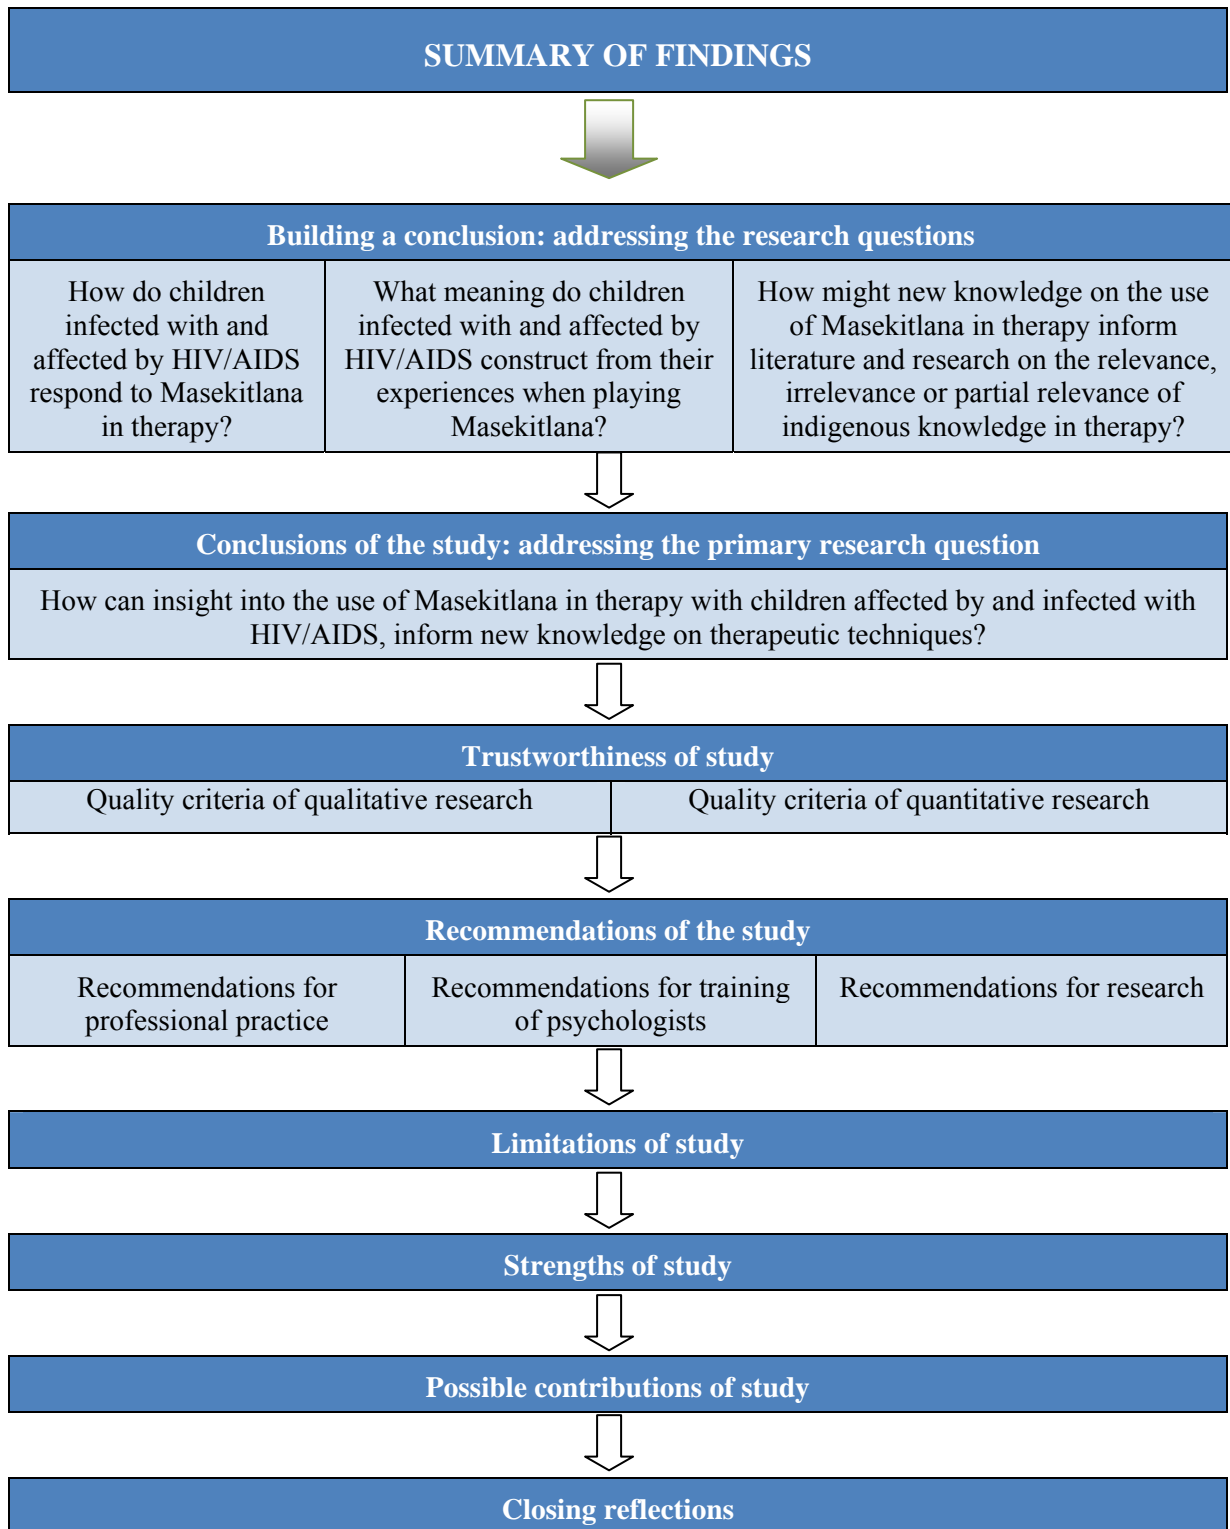 SUMMARY OF FINDINGS
Building a conclusion: addressing the research questions
How do children
infected with and
affected by HIV/AIDS
respond to Masekitlana
in therapy?
What meaning do children
infected with and affected by
HIV/AIDS construct from their
experiences when playing
Masekitlana?
How might new knowledge on the use
of Masekitlana in therapy inform
literature and research on the relevance,
irrelevance or partial relevance of
indigenous knowledge in therapy?
Conclusions of the study: addressing the primary research question
How can insight into the use of Masekitlana in therapy with children affected by and infected with
HIV/AIDS, inform new knowledge on therapeutic techniques?
Trustworthiness of study
Quality criteria of qualitative research
Quality criteria of quantitative research
Recommendations of the study
Recommendations for
professional practice
Recommendations for training
of psychologists
Recommendations for research
Limitations of study
Strengths of study
Possible contributions of study
Closing reflections